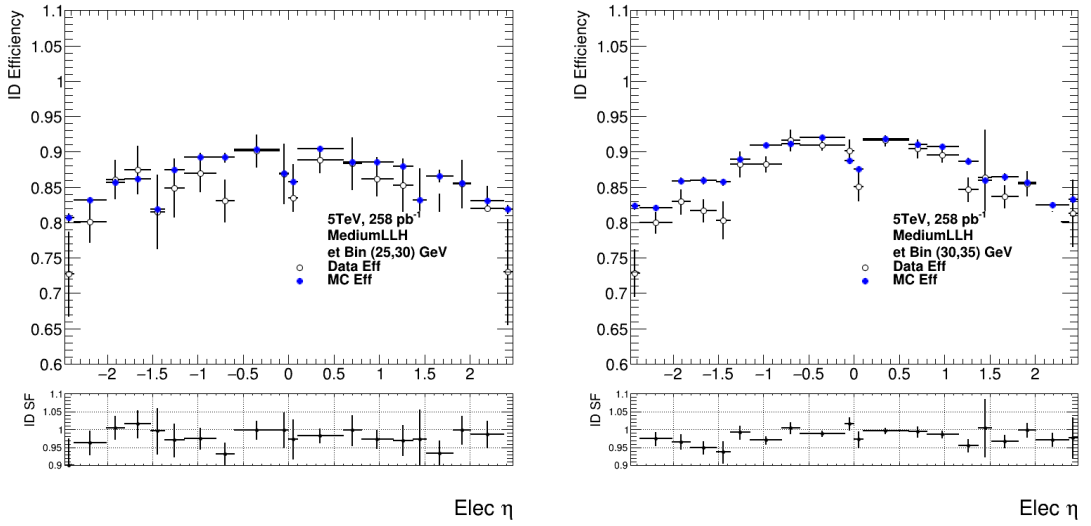 ID Efficiency
1.1
1.05
1
0.95
0.9
0.85
0.8
0.75
0.7
0.65
0.6
5TeV, 258 pb⁻¹
MediumLLH
et Bin (25,30) GeV
Data Eff
MC Eff
−2 −1.5 −1 −0.5 0 0.5 1 1.5 2
ID SF
1.1
1.05
1
0.95
0.9
Elec η
ID Efficiency
1.1
1.05
1
0.95
0.9
0.85
0.8
0.75
0.7
0.65
0.6
5TeV, 258 pb⁻¹
MediumLLH
et Bin (30,35) GeV
Data Eff
MC Eff
−2 −1.5 −1 −0.5 0 0.5 1 1.5 2
ID SF
1.1
1.05
1
0.95
0.9
Elec η